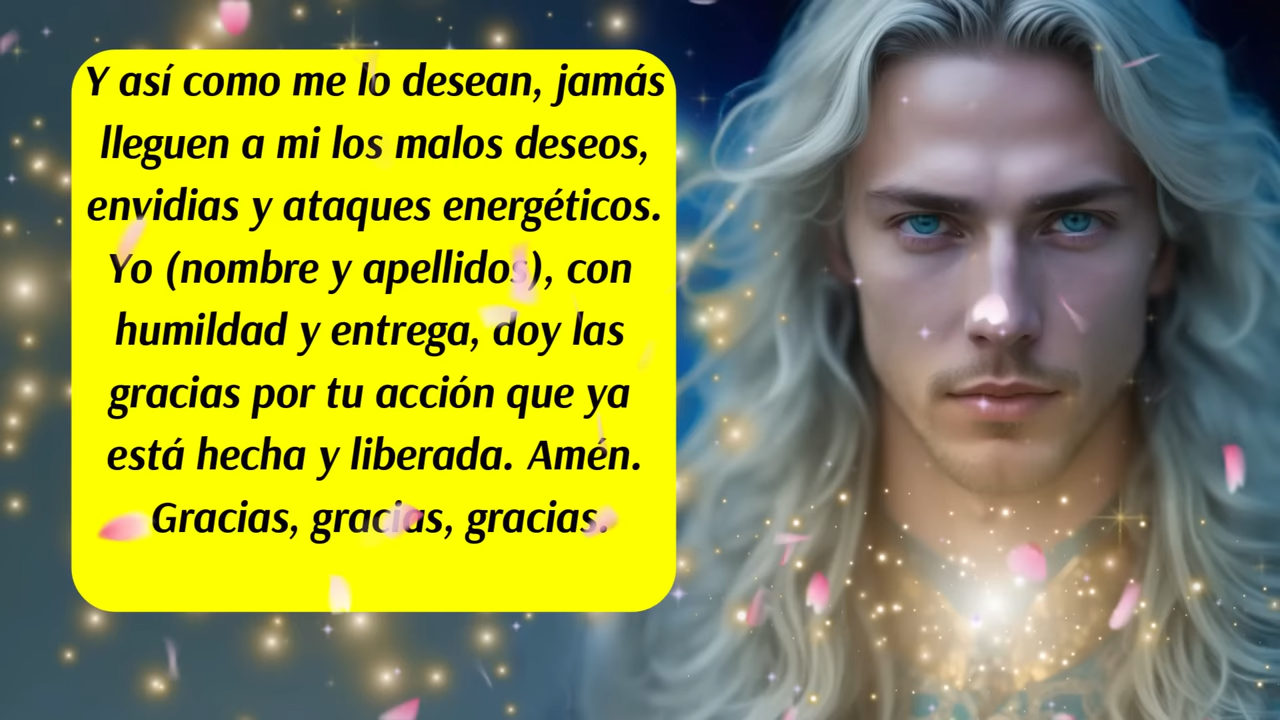 Y así como me lo desean, jamás
lleguen a mi los malos deseos,
envidias y ataques energéticos.
Yo (nombre y apellidos), con
humildad y entrega, doy las
gracias por tu acción que ya
está hecha y liberada. Amén.
Gracias, gracias, gracias.